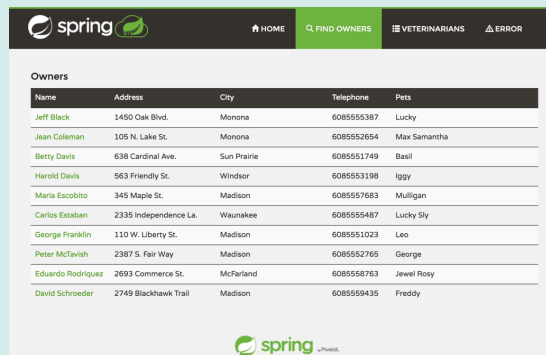 spring
HOME FIND OWNERS VETERINARIANS ERROR
Owners
Name Address City Telephone Pets
Jeff Black 1450 Oak Blvd. Monona 6085555387 Lucky
Jean Coleman 105 N. Lake St. Monona 6085552654 Max Samantha
Betty Davis 638 Cardinal Ave. Sun Prairie 6085551749 Basil
Harold Davis 563 Friendly St. Windsor 6085553198 Iggy
Maria Escobito 345 Maple St. Madison 6085557683 Mulligan
Carlos Estaban 2335 Independence La. Waunakee 6085555487 Lucky Sly
George Franklin 110 W. Liberty St. Madison 6085551023 Leo
Peter McTavish 2387 S. Fair Way Madison 6085552765 George
Eduardo Rodriquez 2693 Commerce St. McFarland 6085558763 Jewel Rosy
David Schroeder 2749 Blackhawk Trail Madison 6085559435 Freddy
spring by Pivotal.